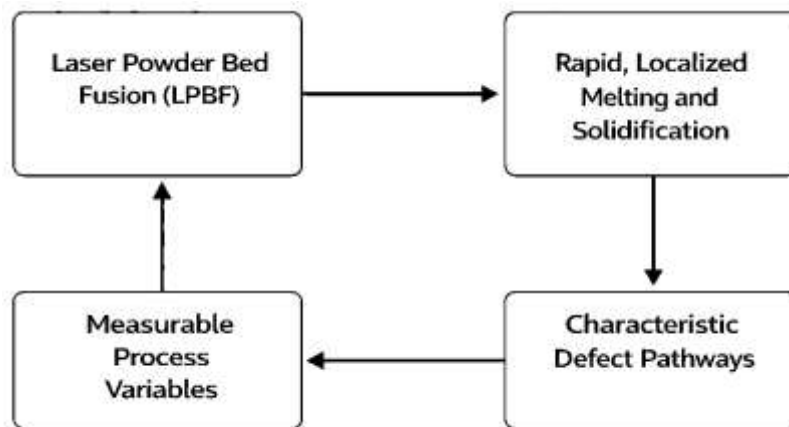 Laser Powder Bed
Fusion (LPBF)
Rapid, Localized
Melting and
Solidification
Measurable
Process
Variables
Characteristic
Defect Pathways